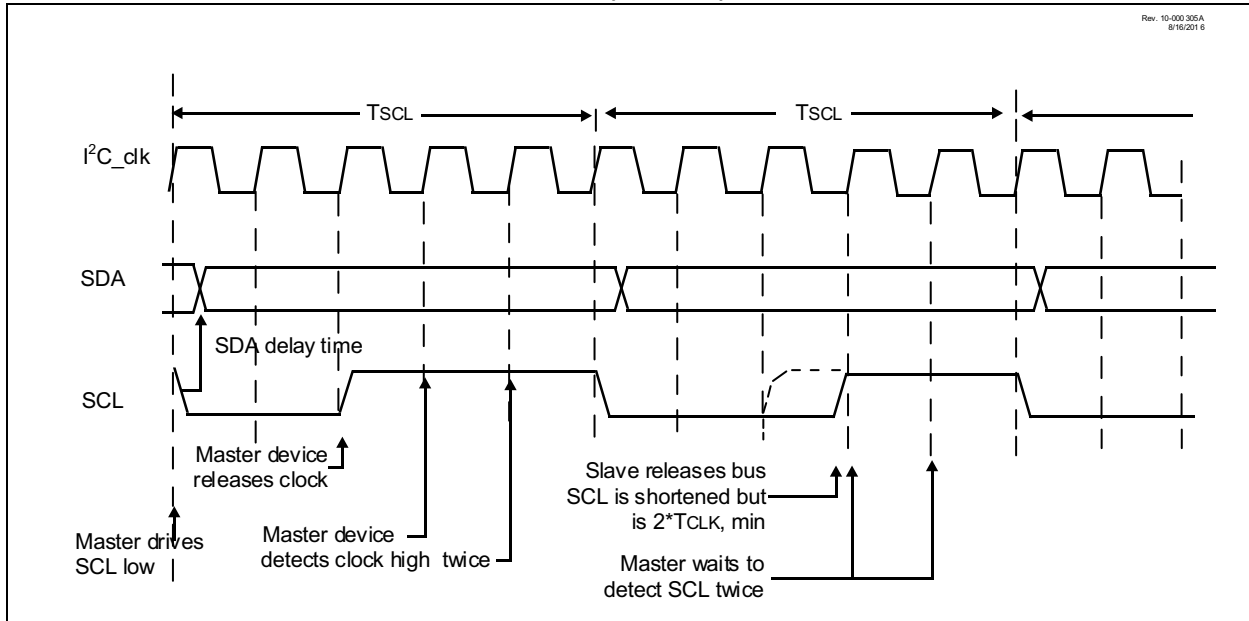 Rev. 10-000 305A
8/16/201 6
TSCL
TSCL
I²C_clk
SDA
SDA delay time
SCL
Master device
releases clock
Master drives
SCL low
Master device
detects clock high twice
Slave releases bus
SCL is shortened but
is 2*TCLK, min
Master waits to
detect SCL twice